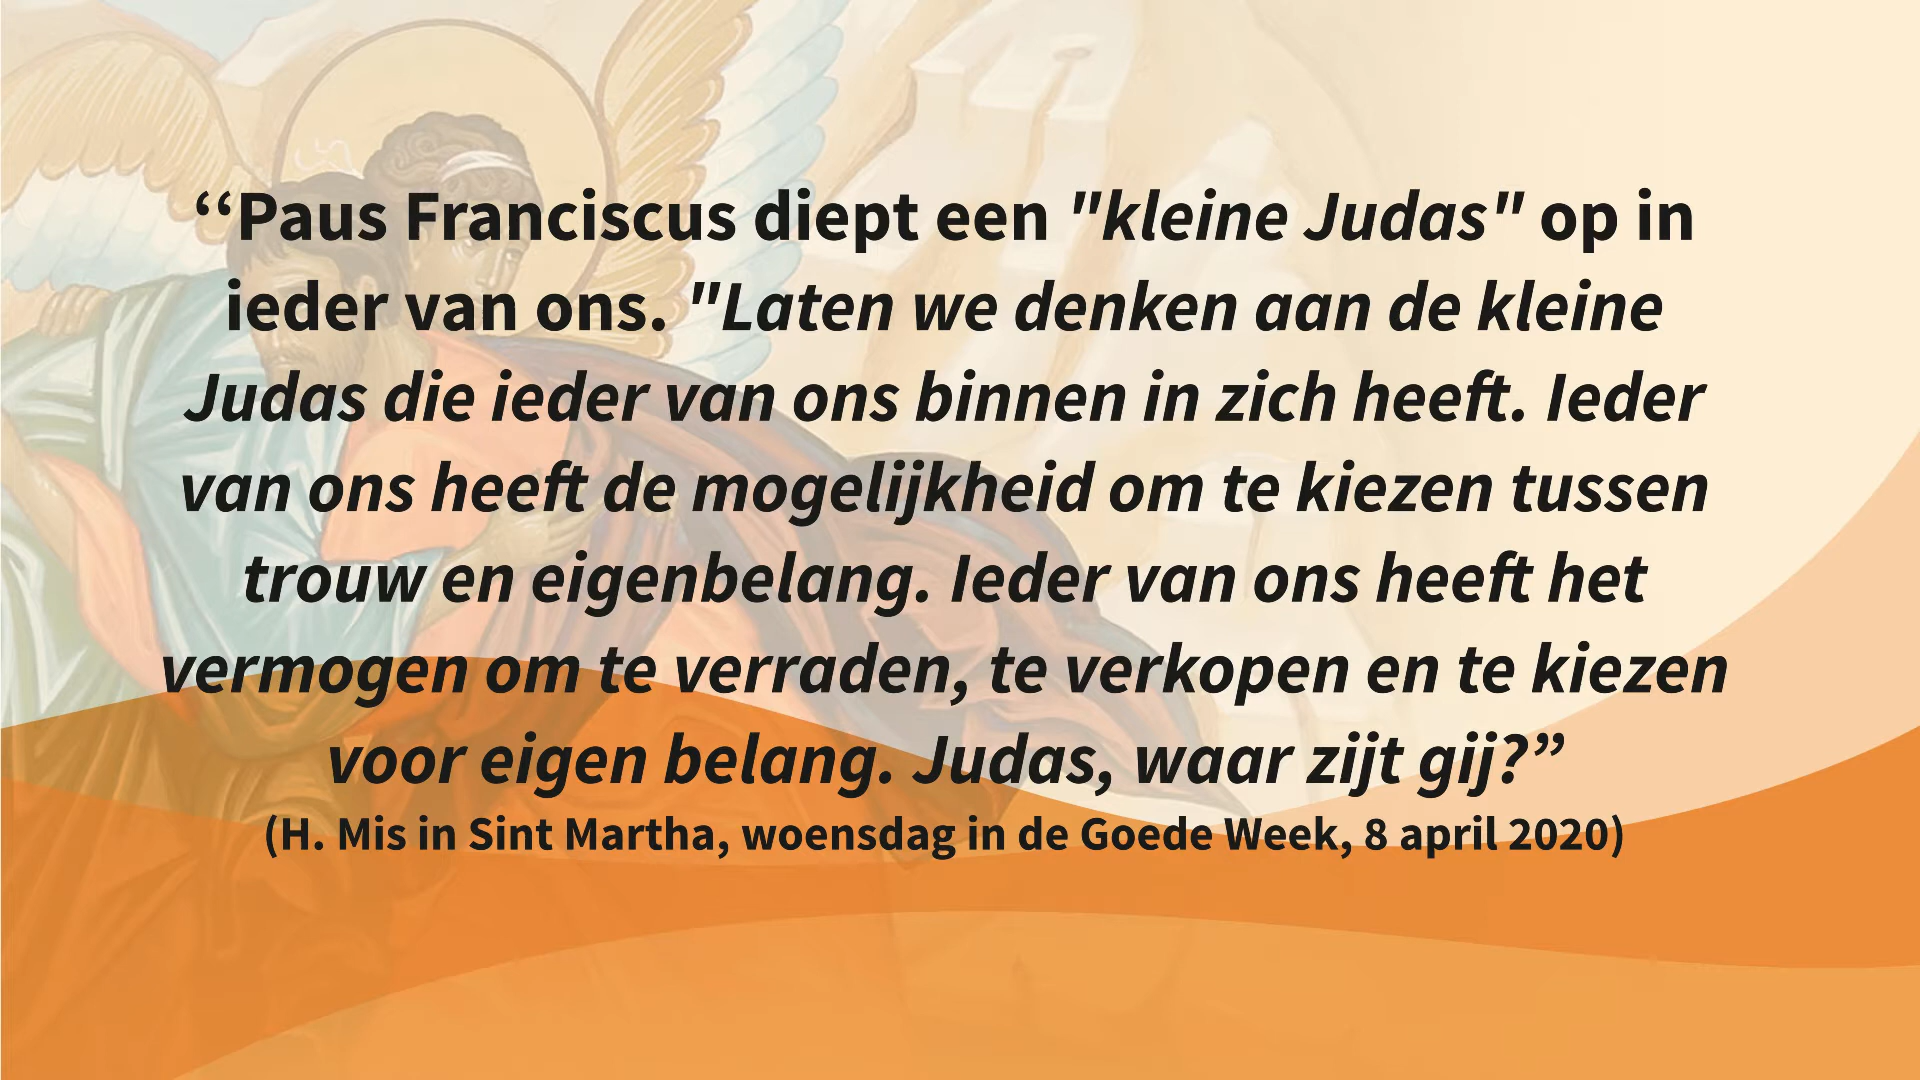 ‘‘Paus Franciscus diept een "kleine Judas" op in
ieder van ons. "Laten we denken aan de kleine
Judas die ieder van ons binnen in zich heeft. Ieder
van ons heeft de mogelijkheid om te kiezen tussen
trouw en eigenbelang. Ieder van ons heeft het
vermogen om te verraden, te verkopen en te kiezen
voor eigen belang. Judas, waar zijt gij?”
(H. Mis in Sint Martha, woensdag in de Goede Week, 8 april 2020)